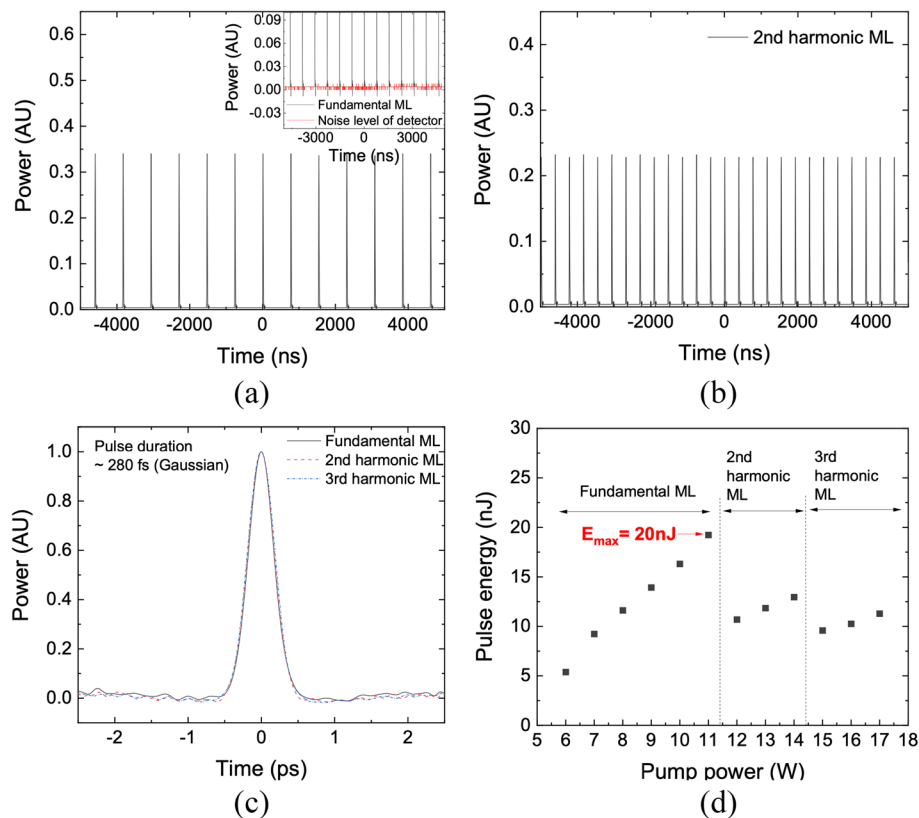 0.6
0.5
0.4
0.3
0.2
0.1
0.0
Power (AU)
-4000 -2000 0 2000 4000
Time (ns)
0.09
0.06
0.03
0.00
-0.03
Power (AU)
Fundamental ML
Noise level of detector
-3000 0 3000
Time (ns)
(a)
0.4
0.3
0.2
0.1
0.0
Power (AU)
2nd harmonic ML
-4000 -2000 0 2000 4000
Time (ns)
(b)
1.0
0.8
0.6
0.4
0.2
0.0
Power (AU)
Pulse duration
~ 280 fs (Gaussian)
Fundamental ML
2nd harmonic ML
3rd harmonic ML
-2 -1 0 1 2
Time (ps)
(c)
30
25
20
15
10
5
0
Pulse energy (nJ)
Fundamental ML
2nd
harmonic
ML
3rd
harmonic
ML
Emax= 20nJ
5 6 7 8 9 10 11 12 13 14 15 16 17 18
Pump power (W)
(d)